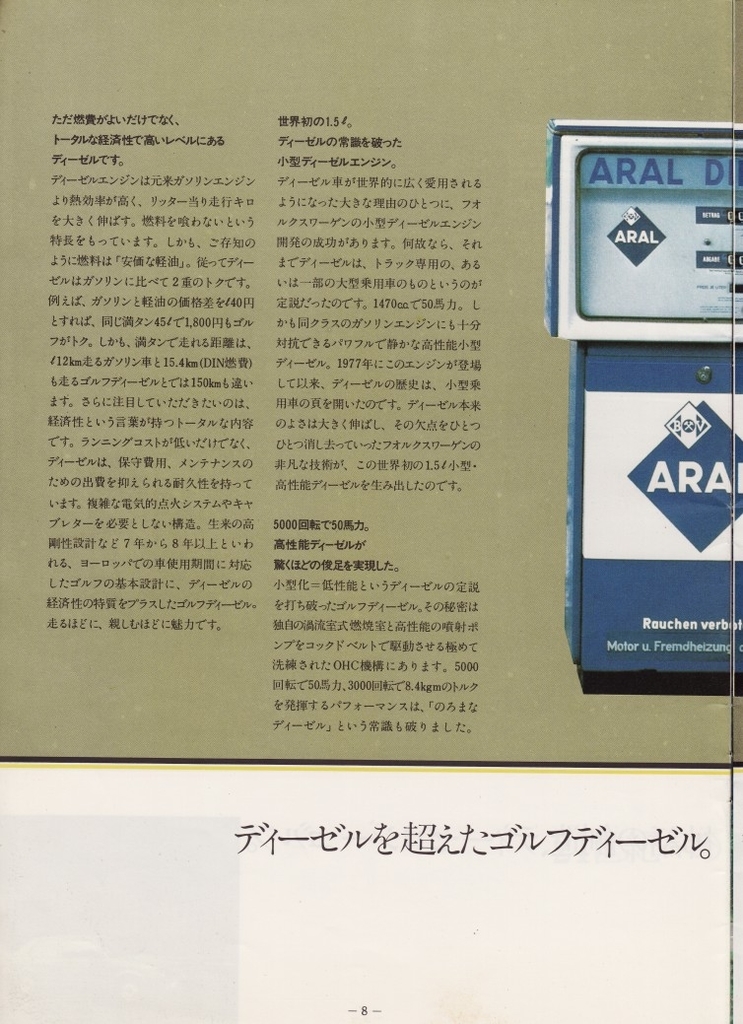 ただ燃費がよいだけでなく、
トータルな経済性で高いレベルにある
ディーゼルです。
ディーゼルエンジンは元来ガソリンエンジン
より熱効率が高く、リッター当り走行キロ
を大きく伸ばす。燃料を喰わないという
特長をもっています。しかも、ご存知の
ように燃料は「安価な軽油」。従ってディー
ゼルはガソリンに比べて2重のトクです。
例えば、ガソリンと軽油の価格差をℓ40円
とすれば、同じ満タン45ℓで1,800円もゴル
フがトク。しかも、満タンで走れる距離は、
ℓ12km走るガソリン車と15.4km(DIN燃費)
も走るゴルフディーゼルとでは150kmも違い
ます。さらに注目していただきたいのは、
経済性という言葉が持つトータルな内容
です。ランニングコストが低いだけでなく、
ディーゼルは、保守費用、メンテナンスの
ための出費を抑えられる耐久性を持って
います。複雑な電気的点火システムやキャ
ブレターを必要としない構造。生来の高
剛性設計など7年から8年以上といわ
れる、ヨーロッパでの車使用期間に対応
したゴルフの基本設計に、ディーゼルの
経済性の特質をプラスしたゴルフディーゼル。
走るほどに、親しむほどに魅力です。
世界初の1.5ℓ。
ディーゼルの常識を破った
小型ディーゼルエンジン。
ディーゼル車が世界的に広く愛用される
ようになった大きな理由のひとつに、フォ
ルクスワーゲンの小型ディーゼルエンジン
開発の成功があります。何故なら、それ
までディーゼルは、トラック専用の、ある
いは一部の大型乗用車のものというのが
定説だったのです。1470ccで50馬力。し
かも同クラスのガソリンエンジンにも十分
対抗できるパワフルで静かな高性能小型
ディーゼル。1977年にこのエンジンが登場
して以来、ディーゼルの歴史は、小型乗
用車の頁を開いたのです。ディーゼル本来
のよさは大きく伸ばし、その欠点をひとつ
ひとつ消し去っていったフォルクスワーゲンの
非凡な技術が、この世界初の1.5ℓ小型・
高性能ディーゼルを生み出したのです。
5000回転で50馬力。
高性能ディーゼルが
驚くほどの俊足を実現した。
小型化＝低性能というディーゼルの定説
を打ち破ったゴルフディーゼル。その秘密は
独自の渦流室式燃焼室と高性能の噴射ポ
ンプをコックドベルトで駆動させる極めて
洗練されたOHC機構にあります。5000
回転で50馬力、3000回転で8.4kgmのトルク
を発揮するパフォーマンスは、「のろまな
ディーゼル」という常識も破りました。
ARAL DI
ARAL
BETRAG
ABGABE
BV
ARA
Rauchen verbot
Motor u. Fremdheizung
ディーゼルを超えたゴルフディーゼル。
— 8 —